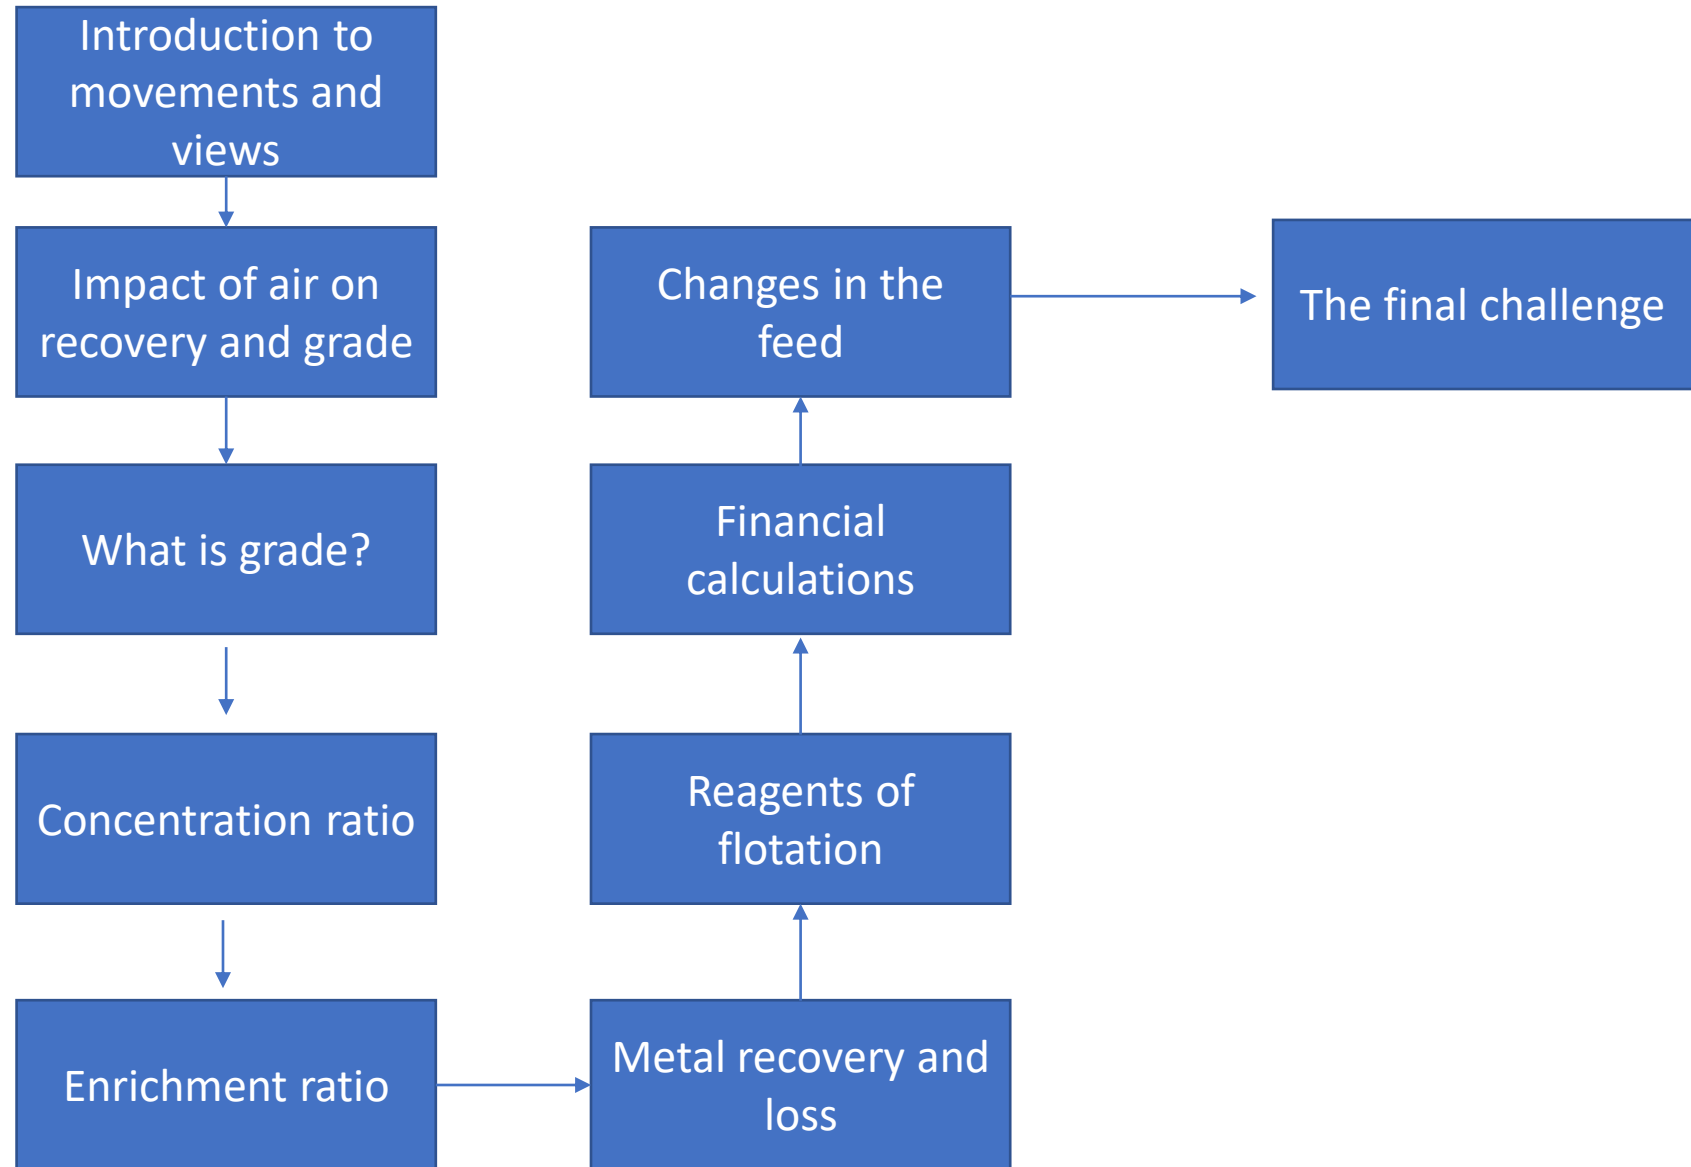 Introduction to
movements and
views
Impact of air on
recovery and grade
What is grade?
Concentration ratio
Enrichment ratio
Metal recovery and
loss
Reagents of
flotation
Financial
calculations
Changes in the
feed
The final challenge